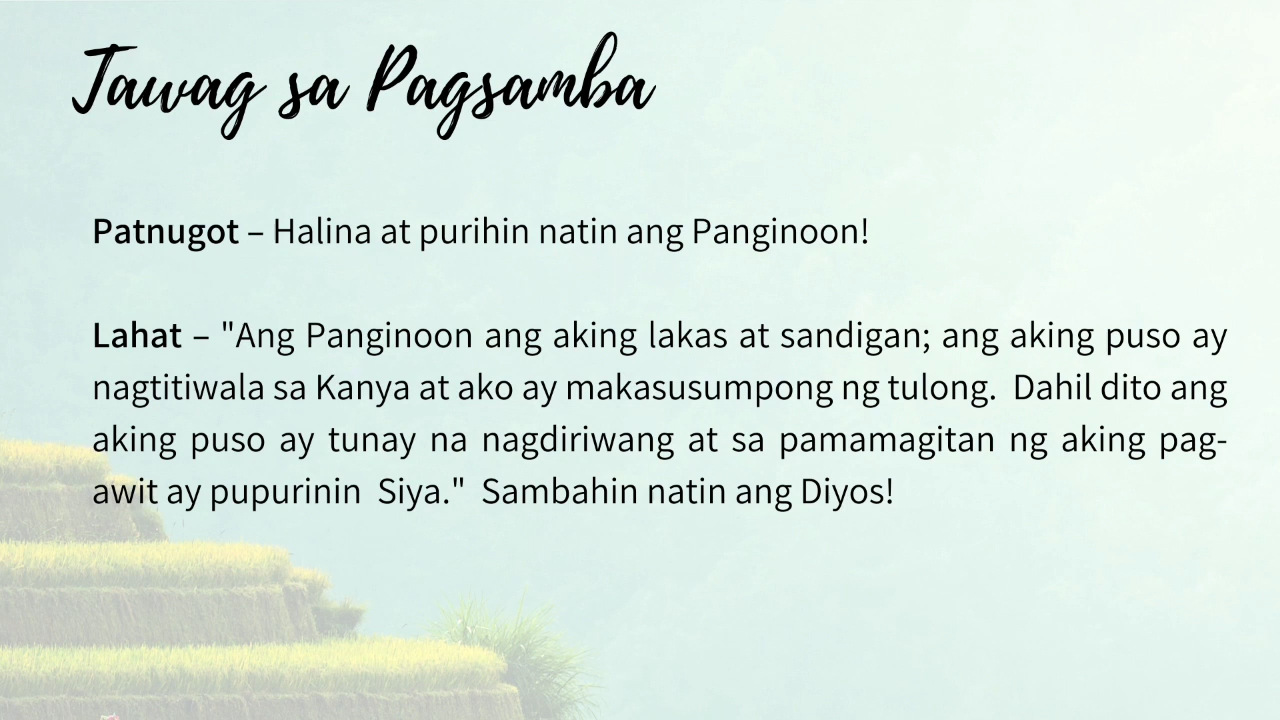 Tawag sa Pagsamba
Patnugot – Halina at purihin natin ang Panginoon!
Lahat – "Ang Panginoon ang aking lakas at sandigan; ang aking puso ay
nagtitiwala sa Kanya at ako ay makasusumpong ng tulong.  Dahil dito ang
aking puso ay tunay na nagdiriwang at sa pamamagitan ng aking pag-
awit ay pupurinin  Siya."  Sambahin natin ang Diyos!